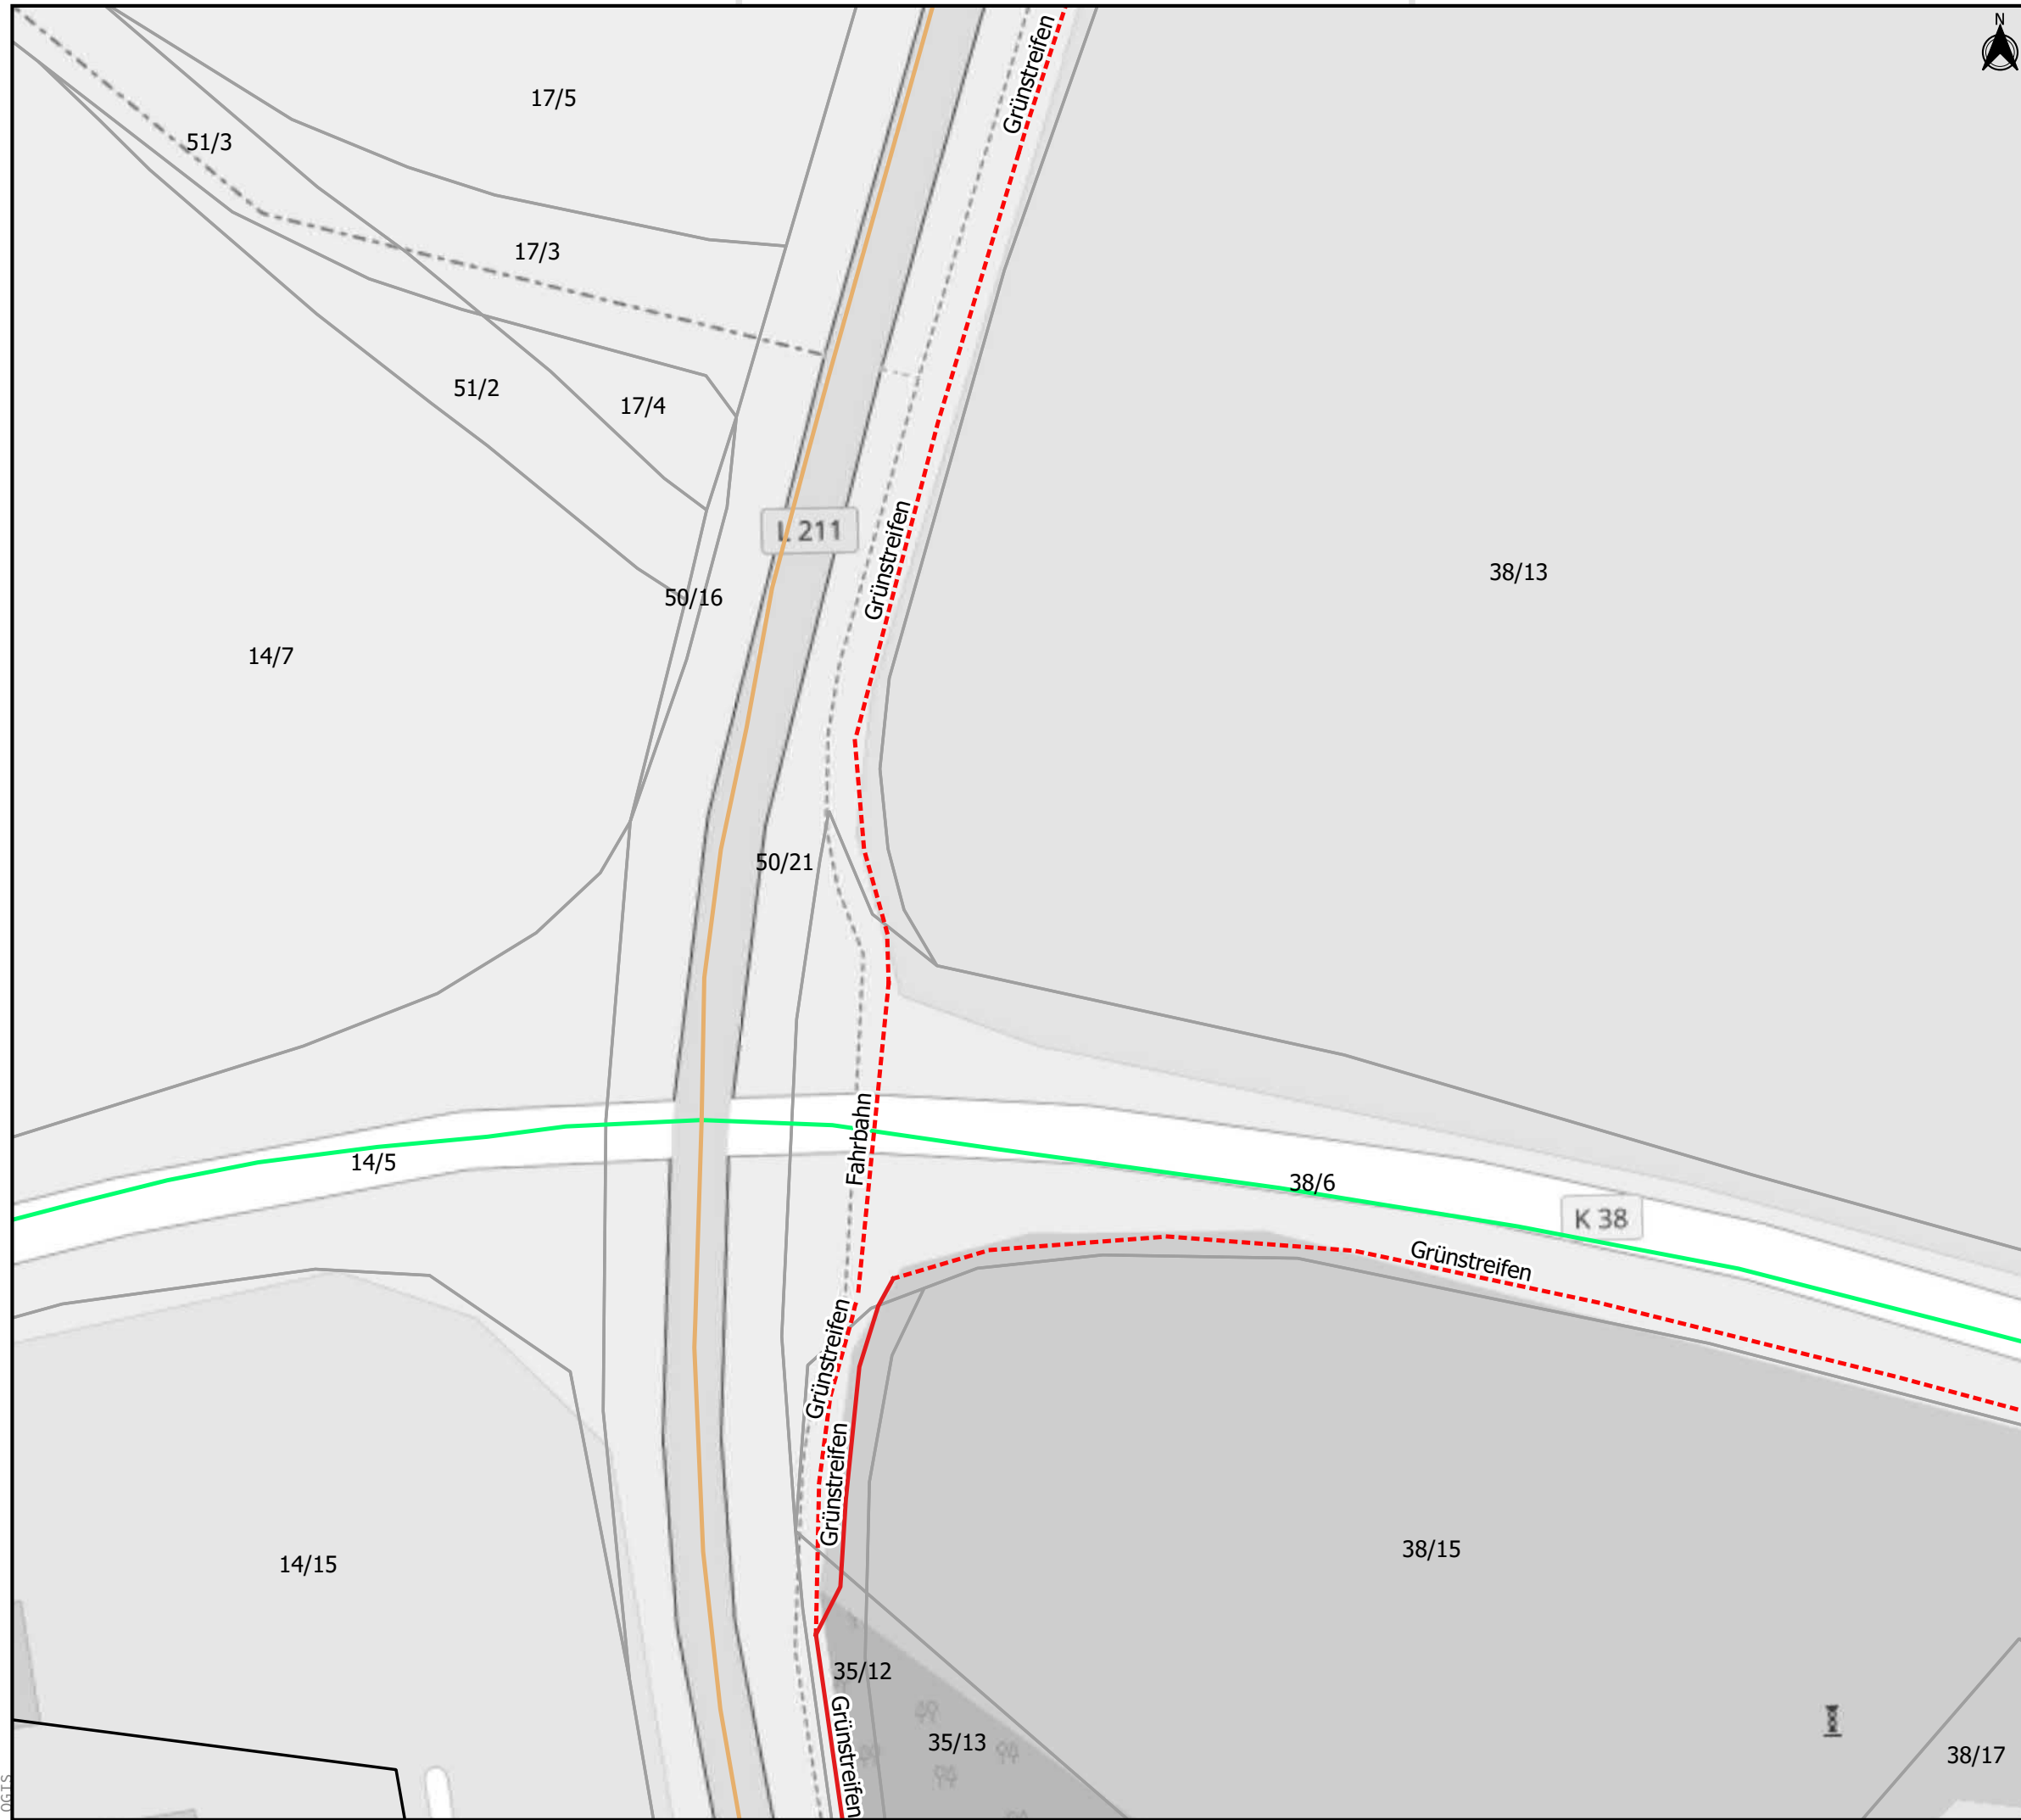 N
Grünstreifen
17/5
51/3
17/3
51/2
17/4
L 211
Grünstreifen
38/13
50/16
14/7
50/21
Fahrbahn
14/5
38/6
K 38
Grünstreifen
Grünstreifen
Grünstreifen
38/15
14/15
35/12
Grünstreifen
35/13
38/17
QGIS